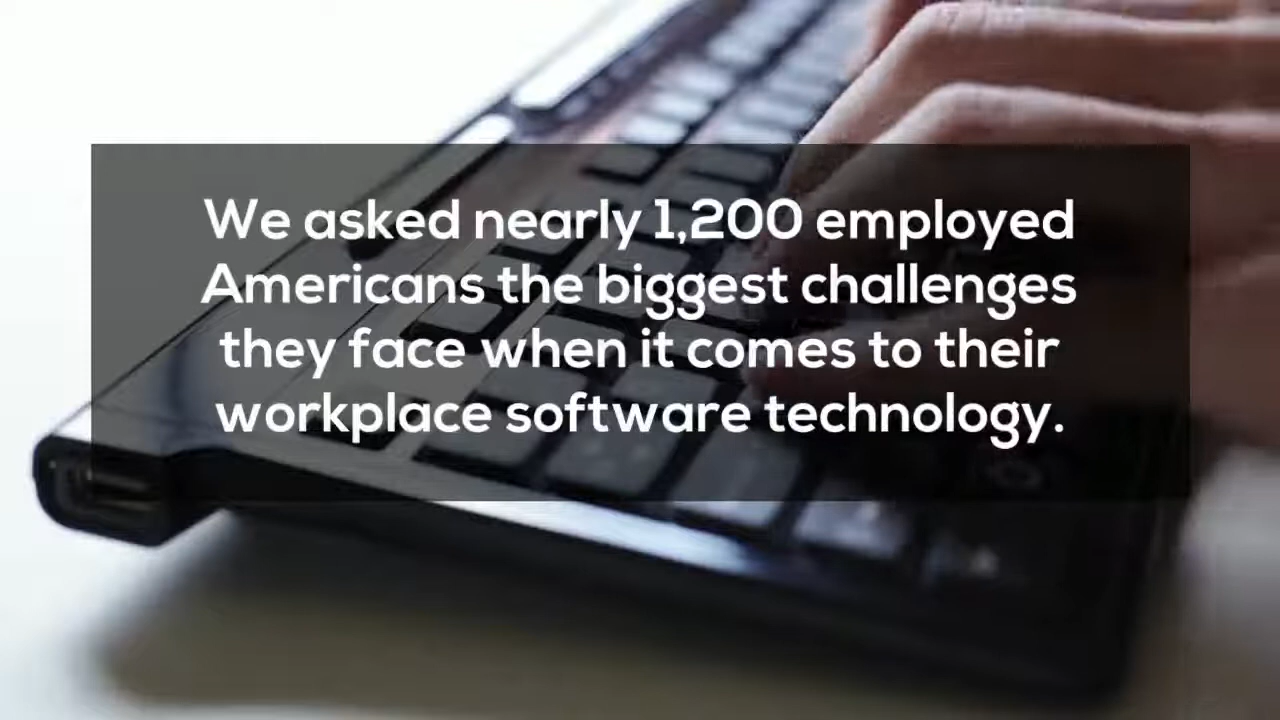 We asked nearly 1,200 employed
Americans the biggest challenges
they face when it comes to their
workplace software technology.